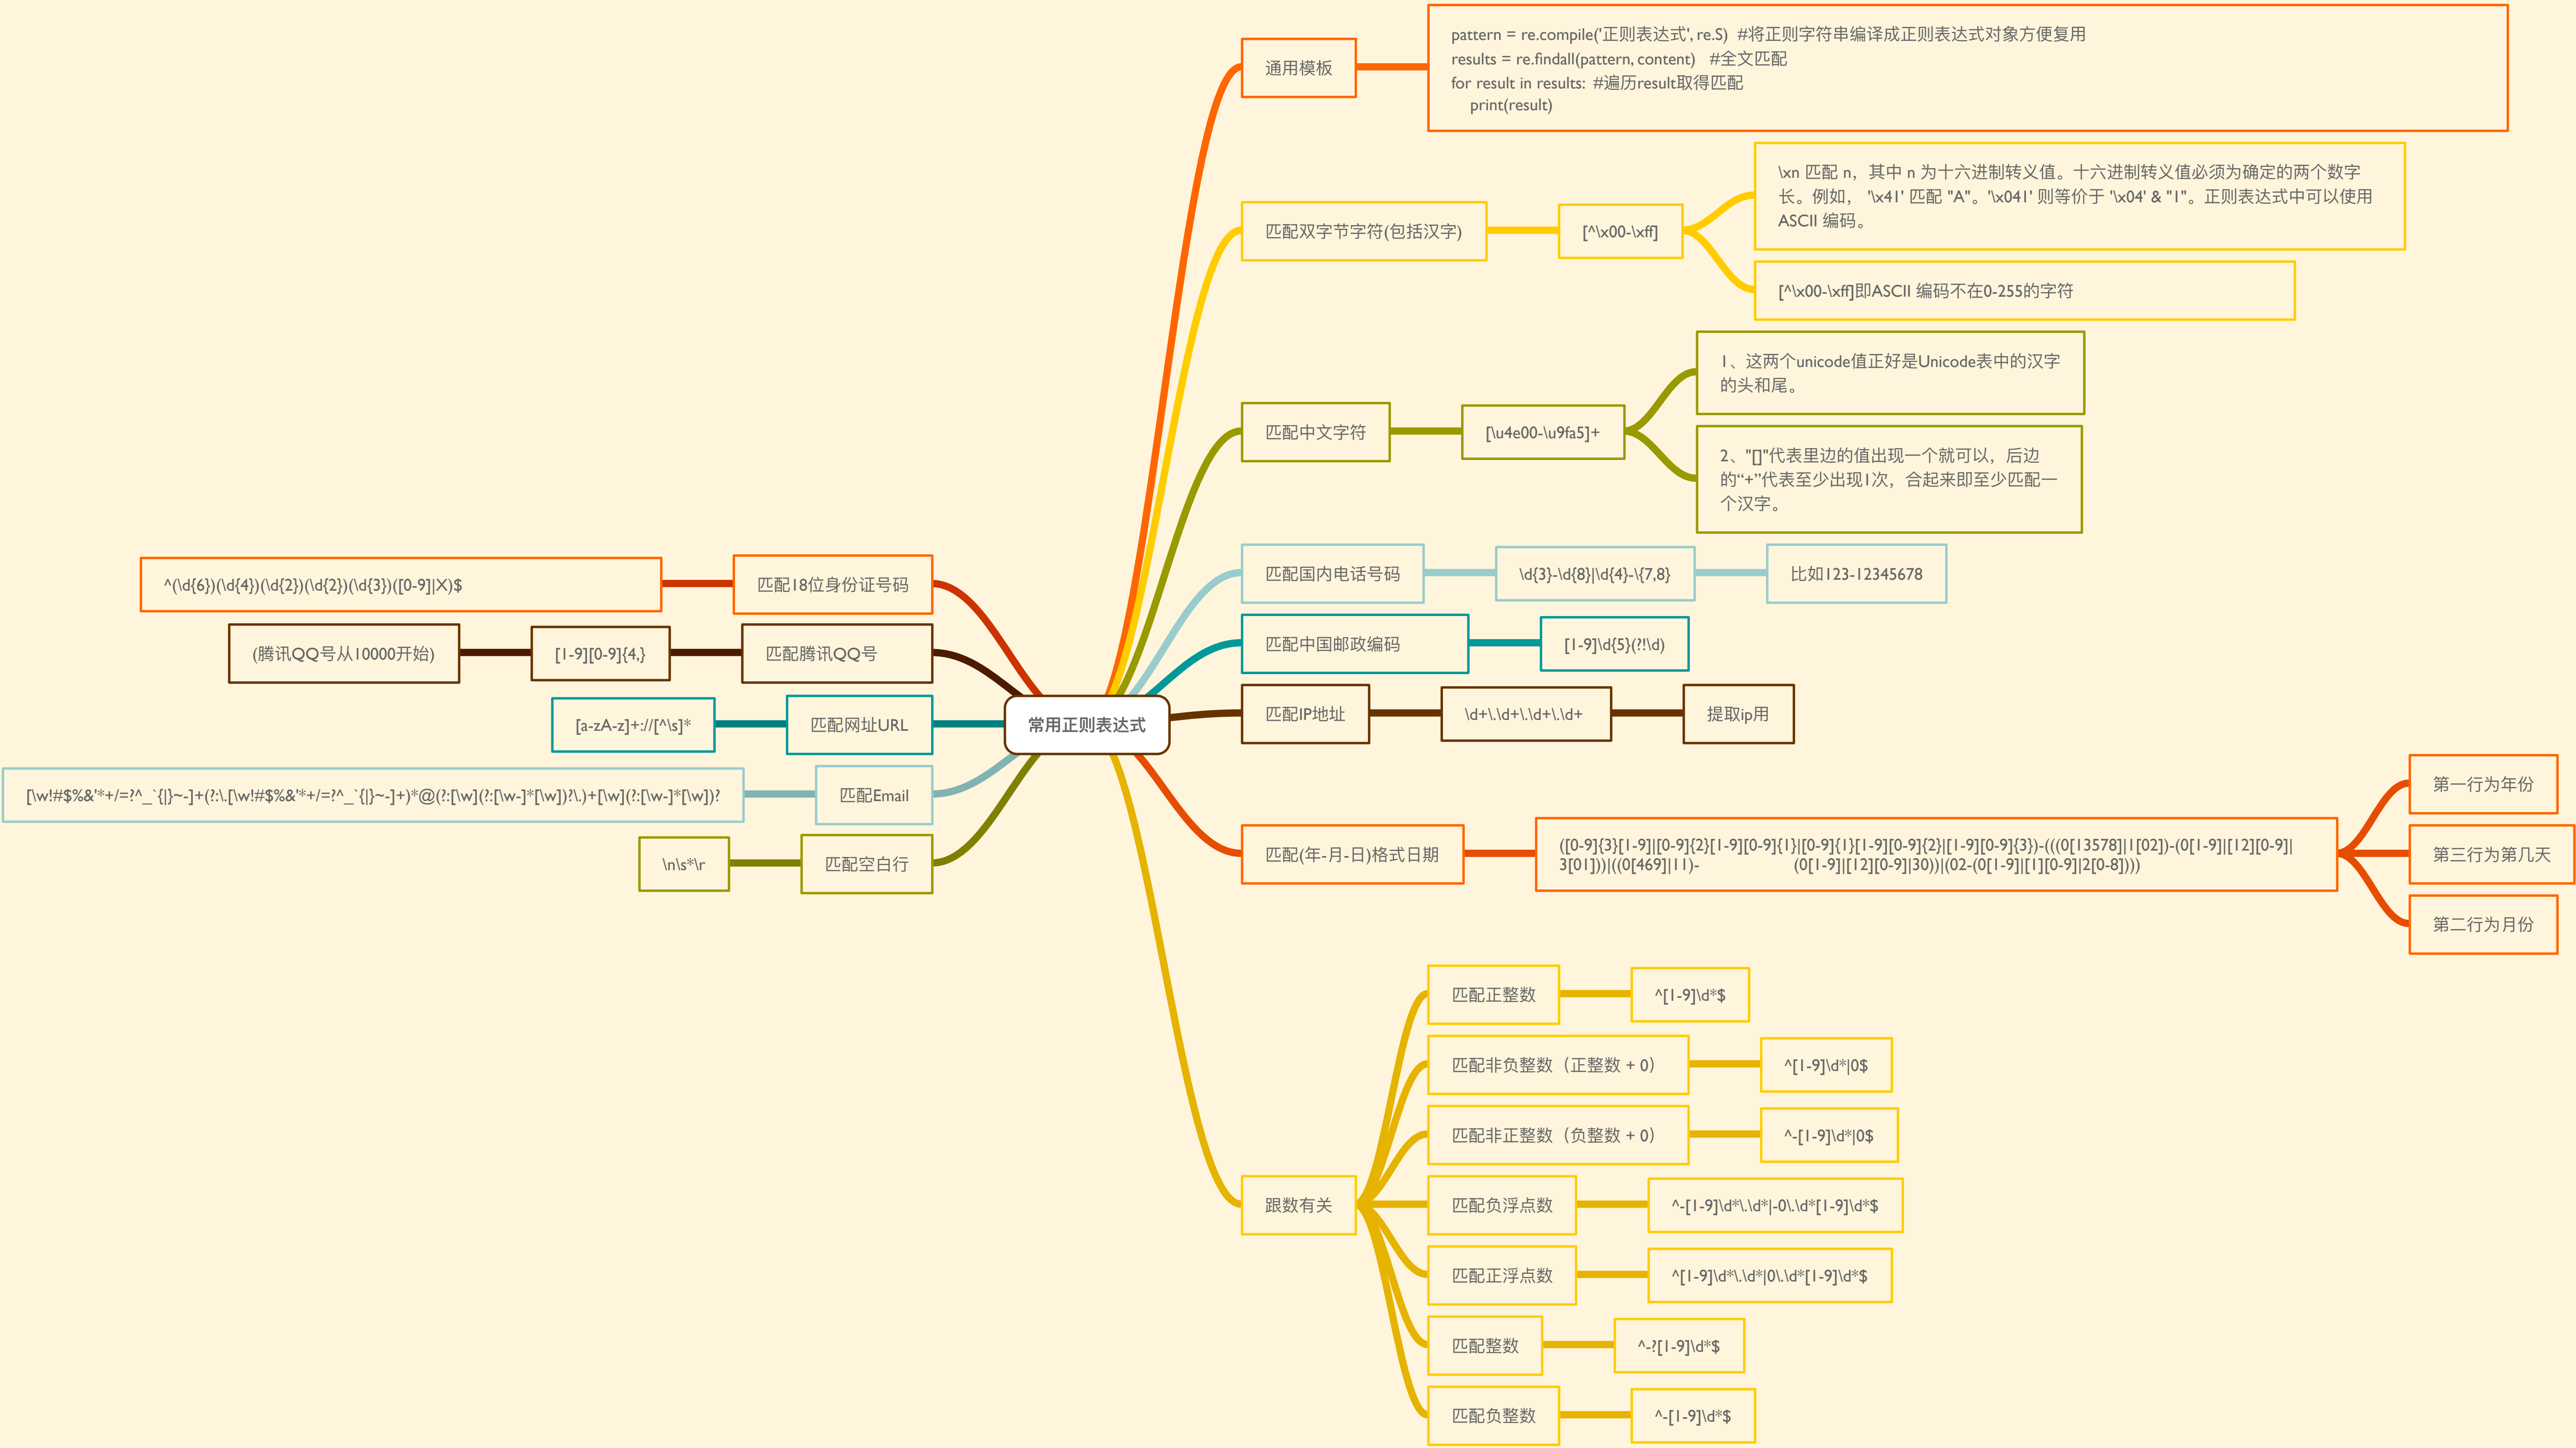 常用正则表达式
通用模板
pattern = re.compile('正则表达式', re.S)  #将正则字符串编译成正则表达式对象方便复用
results = re.findall(pattern, content)   #全文匹配
for result in results:  #遍历result取得匹配
    print(result)
匹配双字节字符(包括汉字)
[^\x00-\xff]
\xn 匹配 n，其中 n 为十六进制转义值。十六进制转义值必须为确定的两个数字
长。例如， '\x41' 匹配 "A"。'\x041' 则等价于 '\x04' & "1"。正则表达式中可以使用
ASCII 编码。
[^\x00-\xff]即ASCII 编码不在0-255的字符
匹配中文字符
[\u4e00-\u9fa5]+
1、这两个unicode值正好是Unicode表中的汉字
的头和尾。
2、"[]"代表里边的值出现一个就可以，后边
的“+”代表至少出现1次，合起来即至少匹配一
个汉字。
匹配国内电话号码
\d{3}-\d{8}|\d{4}-\{7,8}
比如123-12345678
匹配中国邮政编码
[1-9]\d{5}(?!\d)
匹配IP地址
\d+\.\d+\.\d+\.\d+
提取ip用
匹配(年-月-日)格式日期
([0-9]{3}[1-9]|[0-9]{2}[1-9][0-9]{1}|[0-9]{1}[1-9][0-9]{2}|[1-9][0-9]{3})-(((0[13578]|1[02])-(0[1-9]|[12][0-9]|
3[01]))|((0[469]|11)-                    (0[1-9]|[12][0-9]|30))|(02-(0[1-9]|[1][0-9]|2[0-8])))
第一行为年份
第三行为第几天
第二行为月份
跟数有关
匹配正整数
^[1-9]\d*$
匹配非负整数（正整数 + 0）
^[1-9]\d*|0$
匹配非正整数（负整数 + 0）
^-[1-9]\d*|0$
匹配负浮点数
^-[1-9]\d*\.\d*|-0\.\d*[1-9]\d*$
匹配正浮点数
^[1-9]\d*\.\d*|0\.\d*[1-9]\d*$
匹配整数
^-?[1-9]\d*$
匹配负整数
^-[1-9]\d*$
匹配18位身份证号码
^(\d{6})(\d{4})(\d{2})(\d{2})(\d{3})([0-9]|X)$
匹配腾讯QQ号
[1-9][0-9]{4,}
(腾讯QQ号从10000开始)
匹配网址URL
[a-zA-z]+://[^\s]*
匹配Email
[\w!#$%&'*+/=?^_`{|}~-]+(?:\.[\w!#$%&'*+/=?^_`{|}~-]+)*@(?:[\w](?:[\w-]*[\w])?\.)+[\w](?:[\w-]*[\w])?
匹配空白行
\n\s*\r